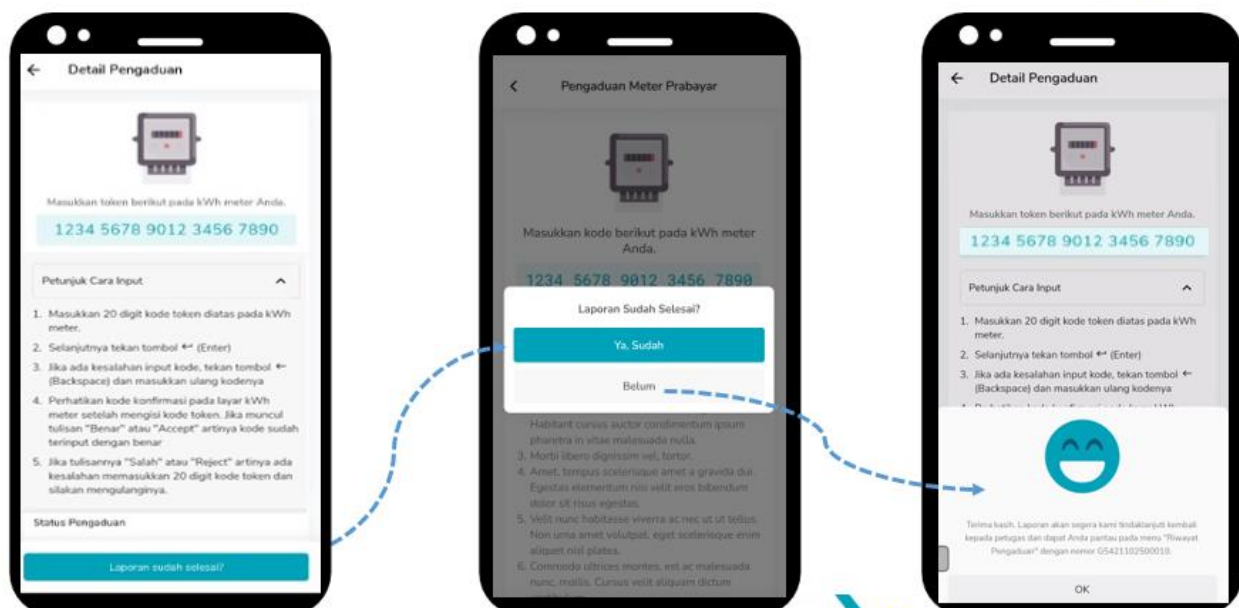 Detail Pengaduan
Masukkan token berikut pada kWh meter Anda.
1234 5678 9012 3456 7890
Petunjuk Cara Input
1. Masukkan 20 digit kode token diatas pada kWh
meter.
2. Selanjutnya tekan tombol ↵ (Enter)
3. Jika ada kesalahan input kode, tekan tombol ←
(Backspace) dan masukkan ulang kodenya
4. Perhatikan kode konfirmasi pada layar kWh
meter setelah mengisi kode token. Jika muncul
tulisan "Benar" atau "Accept" artinya kode sudah
terinput dengan benar
5. Jika tulisannya "Salah" atau "Reject" artinya ada
kesalahan memasukkan 20 digit kode token dan
silakan mengulanginya.
Status Pengaduan
Laporan sudah selesai?
Pengaduan Meter Prabayar
Masukkan kode berikut pada kWh meter
Anda.
1234 5678 9012 3456 7890
Laporan Sudah Selesai?
Ya, Sudah
Belum
Habitant cursus auctor condimentum ipsum
pharetra in vitae malesuada nulla.
3. Morbi libero dignissim vel, tortor.
4. Amet, tempus scelerisque amet a gravida dui.
Egestas elementum nisi velit eros bibendum
dolor sit risus egestas.
5. Velit nunc habitasse viverra ac nec ut ut tellus.
Non urna amet volutpat, eget scelerisque enim
aliquet nisl plates.
6. Commodo ultrices montes, est ac malesuada
nunc, mollis. Cursus velit aliquam dictum
Detail Pengaduan
Masukkan token berikut pada kWh meter Anda.
1234 5678 9012 3456 7890
Petunjuk Cara Input
1. Masukkan 20 digit kode token diatas pada kWh
meter.
2. Selanjutnya tekan tombol ↵ (Enter)
3. Jika ada kesalahan input kode, tekan tombol ←
(Backspace) dan masukkan ulang kodenya
Terima kasih. Laporan akan segera kami tindaklanjuti kembali
kepada petugas dan dapat Anda pantau pada menu "Riwayat
Pengaduan" dengan nomor G5421102500010.
OK